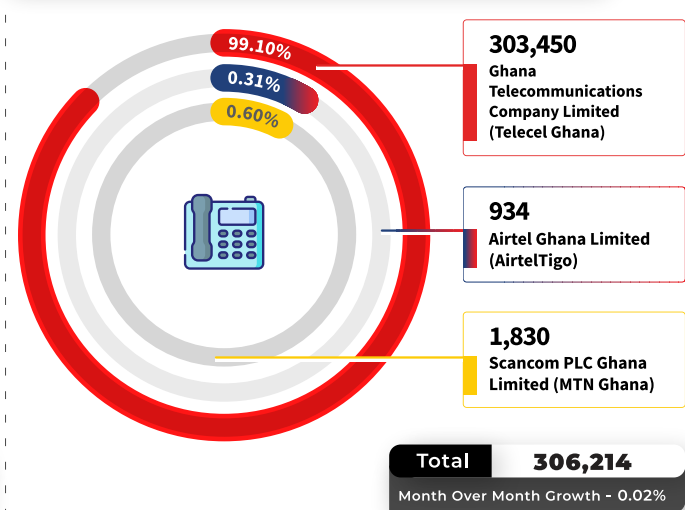 99.10%
0.31%
0.60%
303,450
Ghana
Telecommunications
Company Limited
(Telecel Ghana)
934
Airtel Ghana Limited
(AirtelTigo)
1,830
Scancom PLC Ghana
Limited (MTN Ghana)
Total 306,214
Month Over Month Growth - 0.02%